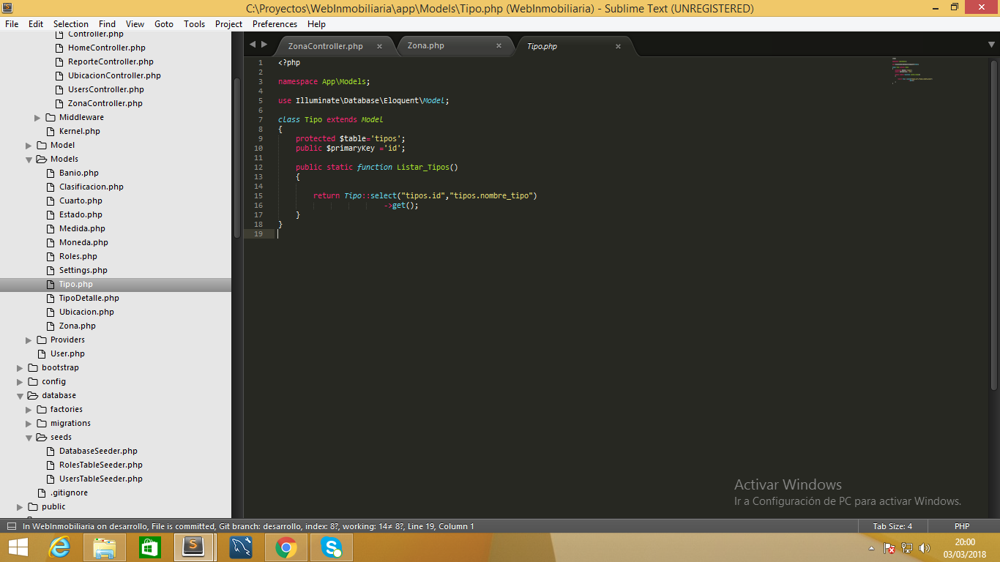 C:\Proyectos\WebInmobiliaria\app\Models\Tipo.php (WebInmobiliaria) - Sublime Text (UNREGISTERED)
File Edit Selection Find View Goto Tools Project Preferences Help
Controller.php
HomeController.php
ReporteController.php
UbicacionController.php
UsersController.php
ZonaController.php
Middleware
Kernel.php
Model
Models
Banio.php
Clasificacion.php
Cuarto.php
Estado.php
Medida.php
Moneda.php
Roles.php
Settings.php
Tipo.php
TipoDetalle.php
Ubicacion.php
Zona.php
Providers
User.php
bootstrap
config
database
factories
migrations
seeds
DatabaseSeeder.php
RolesTableSeeder.php
UsersTableSeeder.php
.gitignore
public
ZonaController.php × Zona.php × Tipo.php ×
1 <?php
2
3 namespace App\Models;
4
5 use Illuminate\Database\Eloquent\Model;
6
7 class Tipo extends Model
8 {
9 protected $table='tipos';
10 public $primaryKey ='id';
11
12 public static function Listar_Tipos()
13 {
14
15 return Tipo::select("tipos.id","tipos.nombre_tipo")
16 ->get();
17 }
18 }
19
Activar Windows
Ir a Configuración de PC para activar Windows.
In WebInmobiliaria on desarrollo, File is committed, Git branch: desarrollo, index: 8?, working: 14≠ 8?, Line 19, Column 1 Tab Size: 4 PHP
20:00
03/03/2018